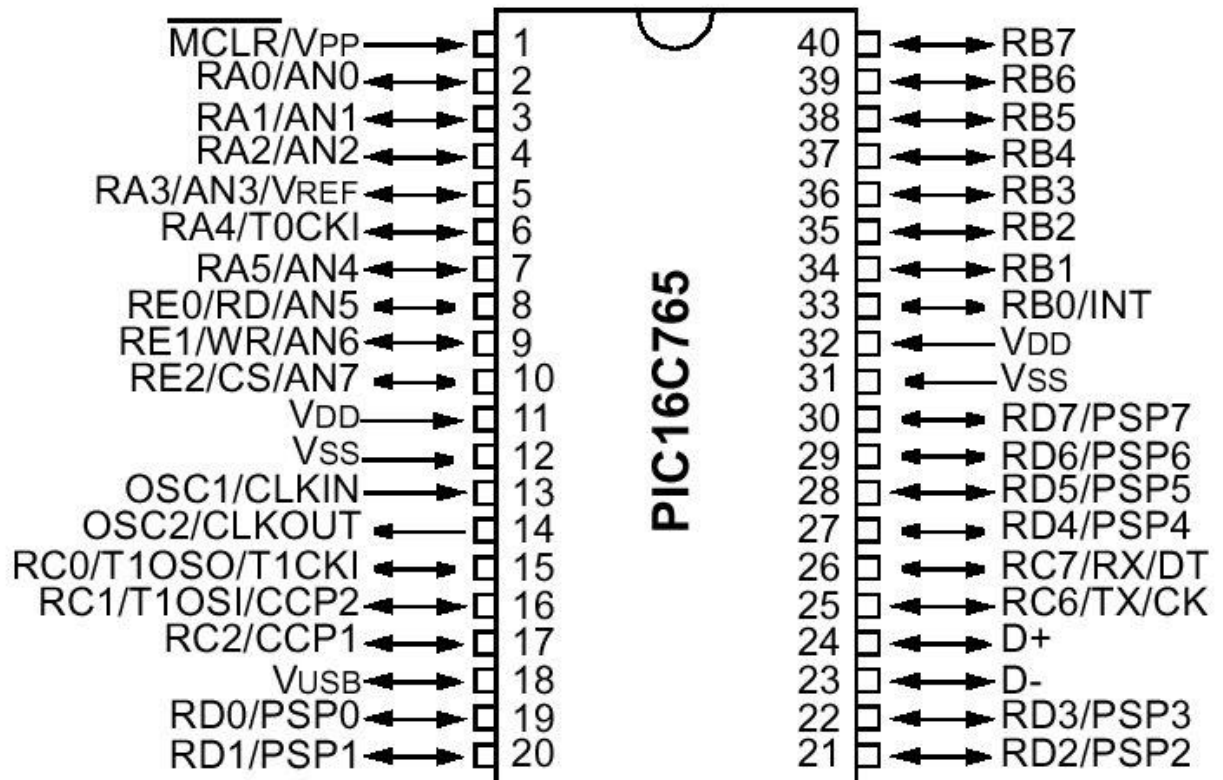 MCLR/VPP 1 40 RB7
RA0/AN0 2 39 RB6
RA1/AN1 3 38 RB5
RA2/AN2 4 37 RB4
RA3/AN3/VREF 5 36 RB3
RA4/T0CKI 6 35 RB2
RA5/AN4 7 34 RB1
RE0/RD/AN5 8 33 RB0/INT
RE1/WR/AN6 9 32 VDD
RE2/CS/AN7 10 31 VSS
VDD 11 30 RD7/PSP7
VSS 12 29 RD6/PSP6
OSC1/CLKIN 13 28 RD5/PSP5
OSC2/CLKOUT 14 27 RD4/PSP4
RC0/T1OSO/T1CKI 15 26 RC7/RX/DT
RC1/T1OSI/CCP2 16 25 RC6/TX/CK
RC2/CCP1 17 24 D+
VUSB 18 23 D-
RD0/PSP0 19 22 RD3/PSP3
RD1/PSP1 20 21 RD2/PSP2
PIC16C765